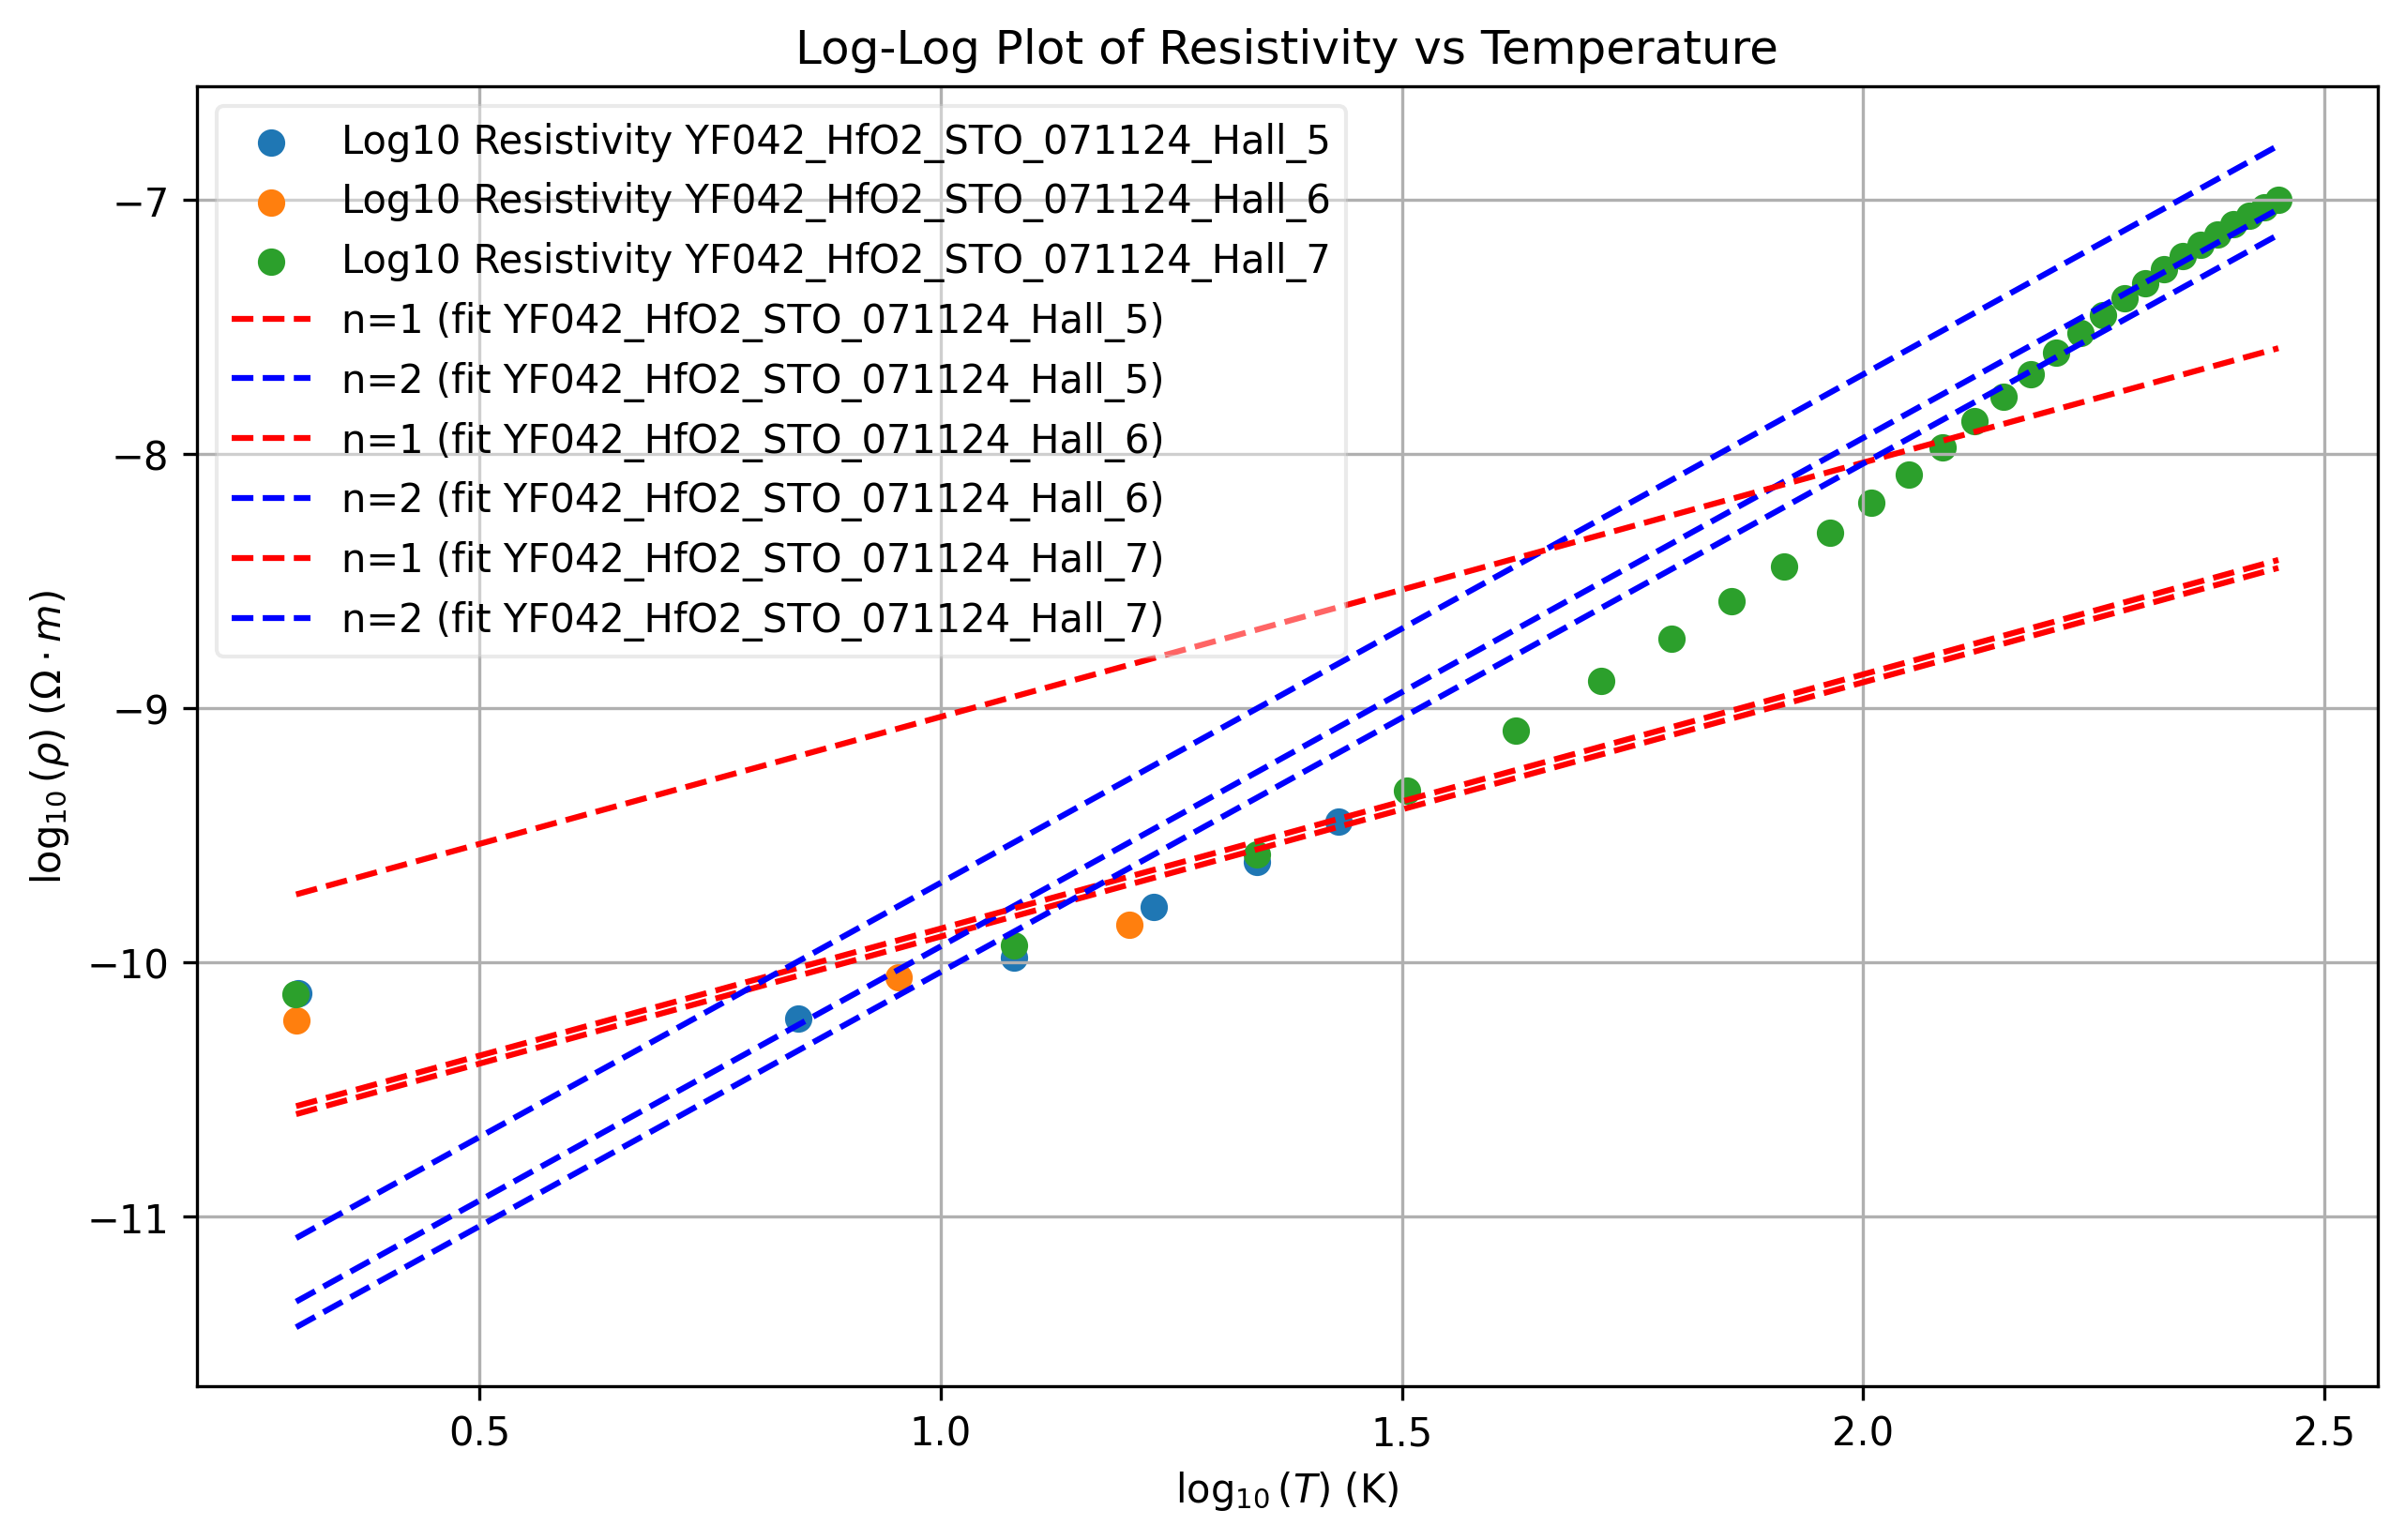 Log-Log Plot of Resistivity vs Temperature
Log10 Resistivity YF042_HfO2_STO_071124_Hall_5
Log10 Resistivity YF042_HfO2_STO_071124_Hall_6
Log10 Resistivity YF042_HfO2_STO_071124_Hall_7
n=1 (fit YF042_HfO2_STO_071124_Hall_5)
n=2 (fit YF042_HfO2_STO_071124_Hall_5)
n=1 (fit YF042_HfO2_STO_071124_Hall_6)
n=2 (fit YF042_HfO2_STO_071124_Hall_6)
n=1 (fit YF042_HfO2_STO_071124_Hall_7)
n=2 (fit YF042_HfO2_STO_071124_Hall_7)
−7
−8
−9
−10
−11
log₁₀(ρ) (Ω · m)
0.5 1.0 1.5 2.0 2.5
log₁₀(T) (K)